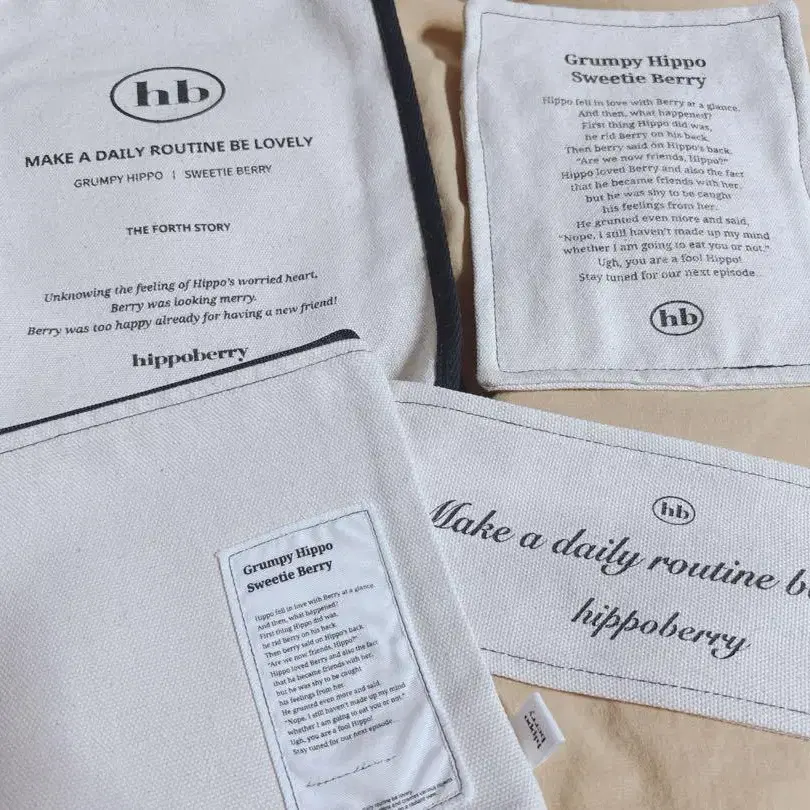 hb
MAKE A DAILY ROUTINE BE LOVELY
GRUMPY HIPPO | SWEETIE BERRY
THE FORTH STORY
Unknowing the feeling of Hippo's worried heart,
Berry was looking merry.
Berry was too happy already for having a new friend!
hippoberry
Grumpy Hippo
Sweetie Berry
Hippo fell in love with Berry at a glance.
And then, what happened?
First thing Hippo did was,
he rid Berry on his back.
Then berry said on Hippo's back.
"Are we now friends, Hippo?"
Hippo loved Berry and also the fact
that he became friends with her,
but he was shy to be caught
his feelings from her.
He grunted even more and said,
"Nope, I still haven't made up my mind
whether I am going to eat you or not."
Ugh, you are a fool Hippo!
Stay tuned for our next episode...
hb
hb
Make a daily routine b
hippoberry
Grumpy Hippo
Sweetie Berry
Hippo fell in love with Berry at a glance.
And then, what happened?
First thing Hippo did was,
he rid Berry on his back.
Then berry said on Hippo's back.
"Are we now friends, Hippo?"
Hippo loved Berry and also the fact
that he became friends with her,
but he was shy to be caught
his feelings from her.
He grunted even more and said,
"Nope, I still haven't made up my mind
whether I am going to eat you or not."
Ugh, you are a fool Hippo!
Stay tuned for our next episode...
daily routine be lovely
hippo berry